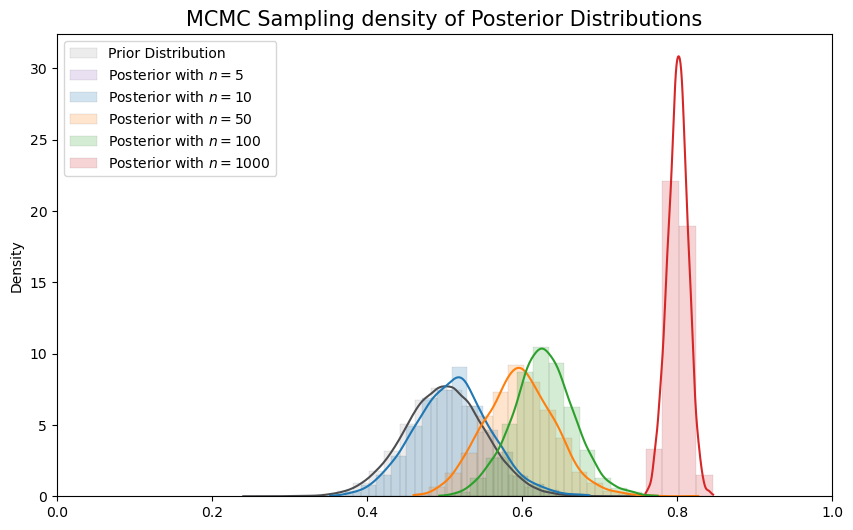 MCMC Sampling density of Posterior Distributions
Prior Distribution
Posterior with n = 5
Posterior with n = 10
Posterior with n = 50
Posterior with n = 100
Posterior with n = 1000
Density
30
25
20
15
10
5
0
0.0 0.2 0.4 0.6 0.8 1.0